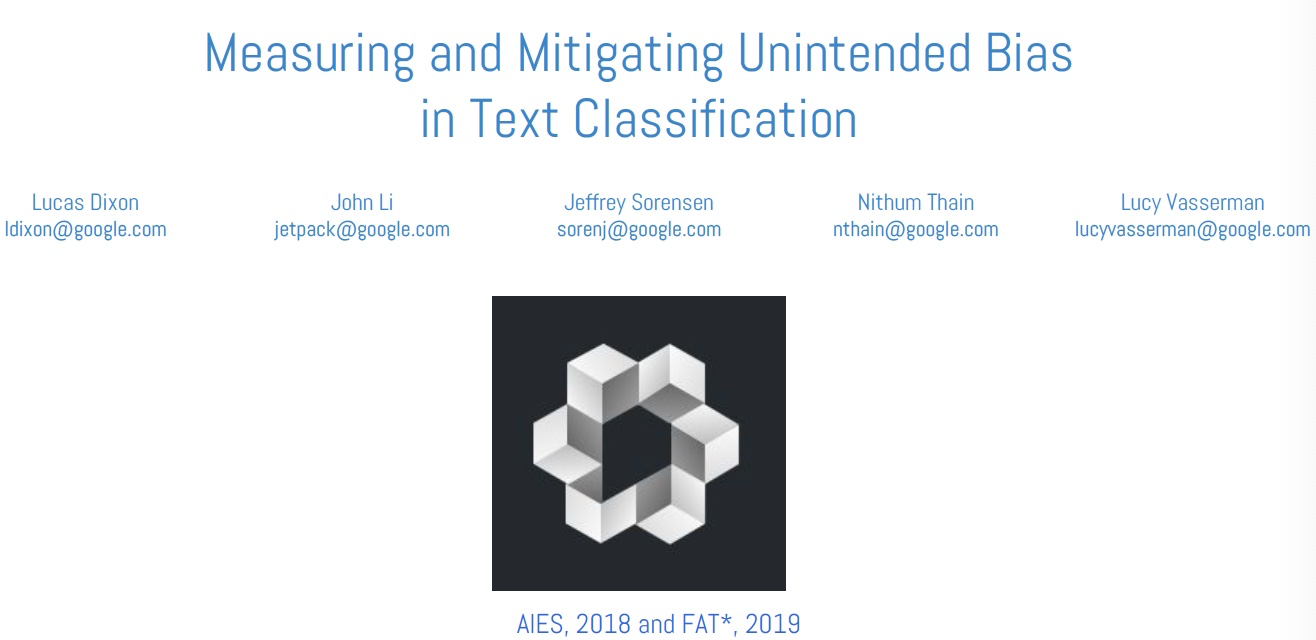 Measuring and Mitigating Unintended Bias
in Text Classification
Lucas Dixon John Li Jeffrey Sorensen Nithum Thain Lucy Vasserman
ldixon@google.com jetpack@google.com sorenj@google.com nthain@google.com lucyvasserman@google.com
AIES, 2018 and FAT*, 2019